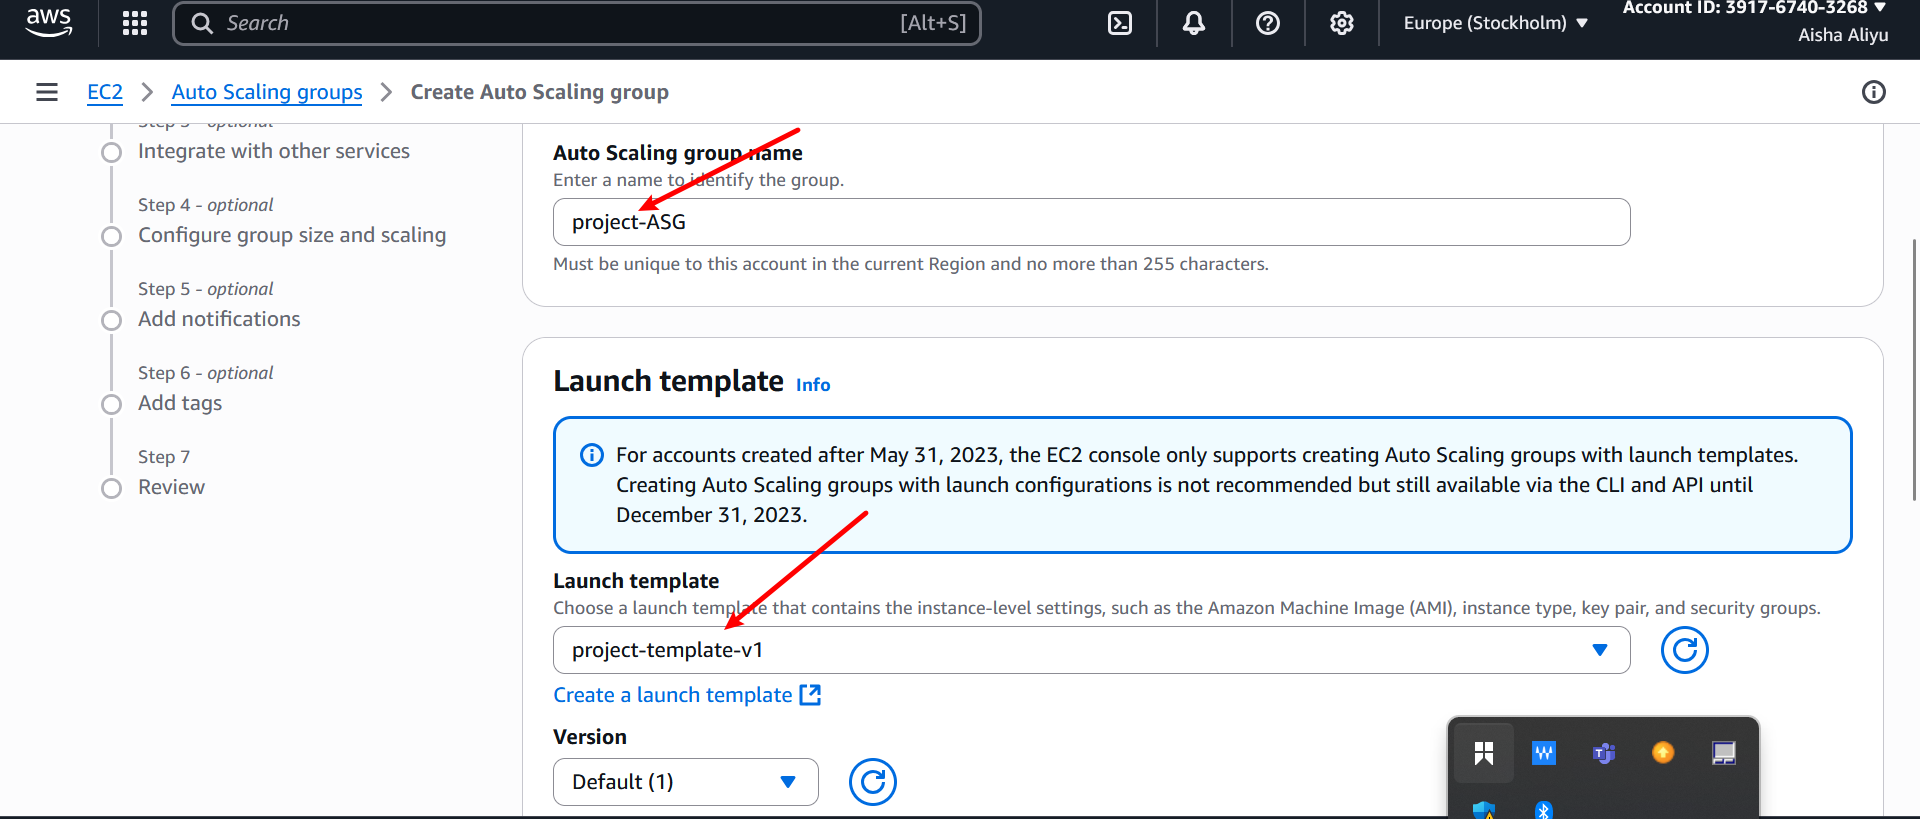 aws
Search
[Alt+S]
Europe (Stockholm)
Account ID: 3917-6740-3268
Aisha Aliyu
EC2
Auto Scaling groups
Create Auto Scaling group
Step 3 - optional
Integrate with other services
Step 4 - optional
Configure group size and scaling
Step 5 - optional
Add notifications
Step 6 - optional
Add tags
Step 7
Review
Auto Scaling group name
Enter a name to identify the group.
project-ASG
Must be unique to this account in the current Region and no more than 255 characters.
Launch template Info
For accounts created after May 31, 2023, the EC2 console only supports creating Auto Scaling groups with launch templates.
Creating Auto Scaling groups with launch configurations is not recommended but still available via the CLI and API until
December 31, 2023.
Launch template
Choose a launch template that contains the instance-level settings, such as the Amazon Machine Image (AMI), instance type, key pair, and security groups.
project-template-v1
Create a launch template
Version
Default (1)